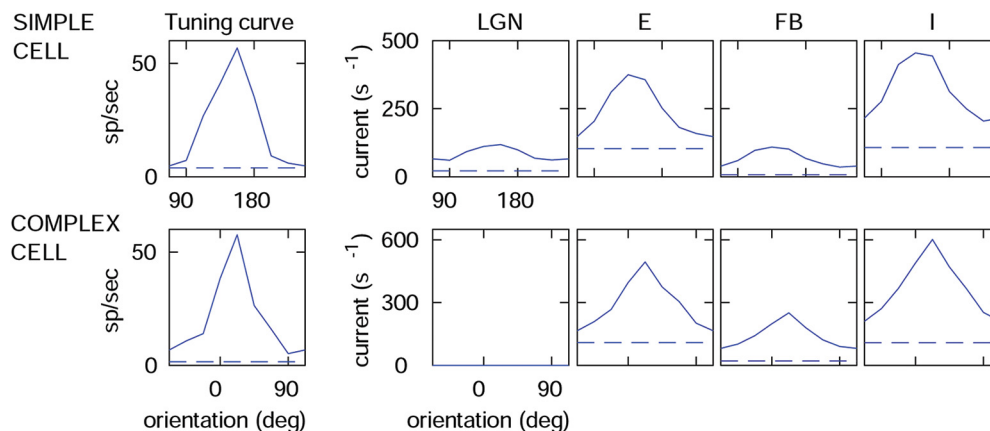 SIMPLE CELL
Tuning curve LGN E FB I
sp/sec
50
0
90 180
current (s -1)
500
250
0
90 180
COMPLEX CELL
sp/sec
50
0
0 90
orientation (deg)
current (s -1)
600
300
0
0 90
orientation (deg)